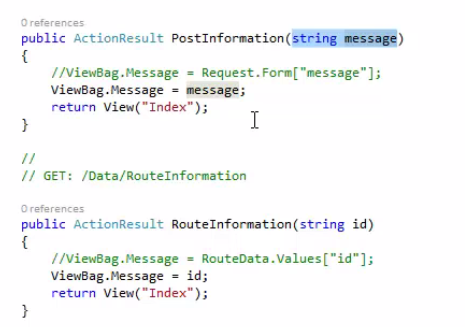 0 references
public ActionResult PostInformation(string message)
{
//ViewBag.Message = Request.Form["message"];
ViewBag.Message = message;
return View("Index");
}
//
// GET: /Data/RouteInformation
0 references
public ActionResult RouteInformation(string id)
{
//ViewBag.Message = RouteData.Values["id"];
ViewBag.Message = id;
return View("Index");
}